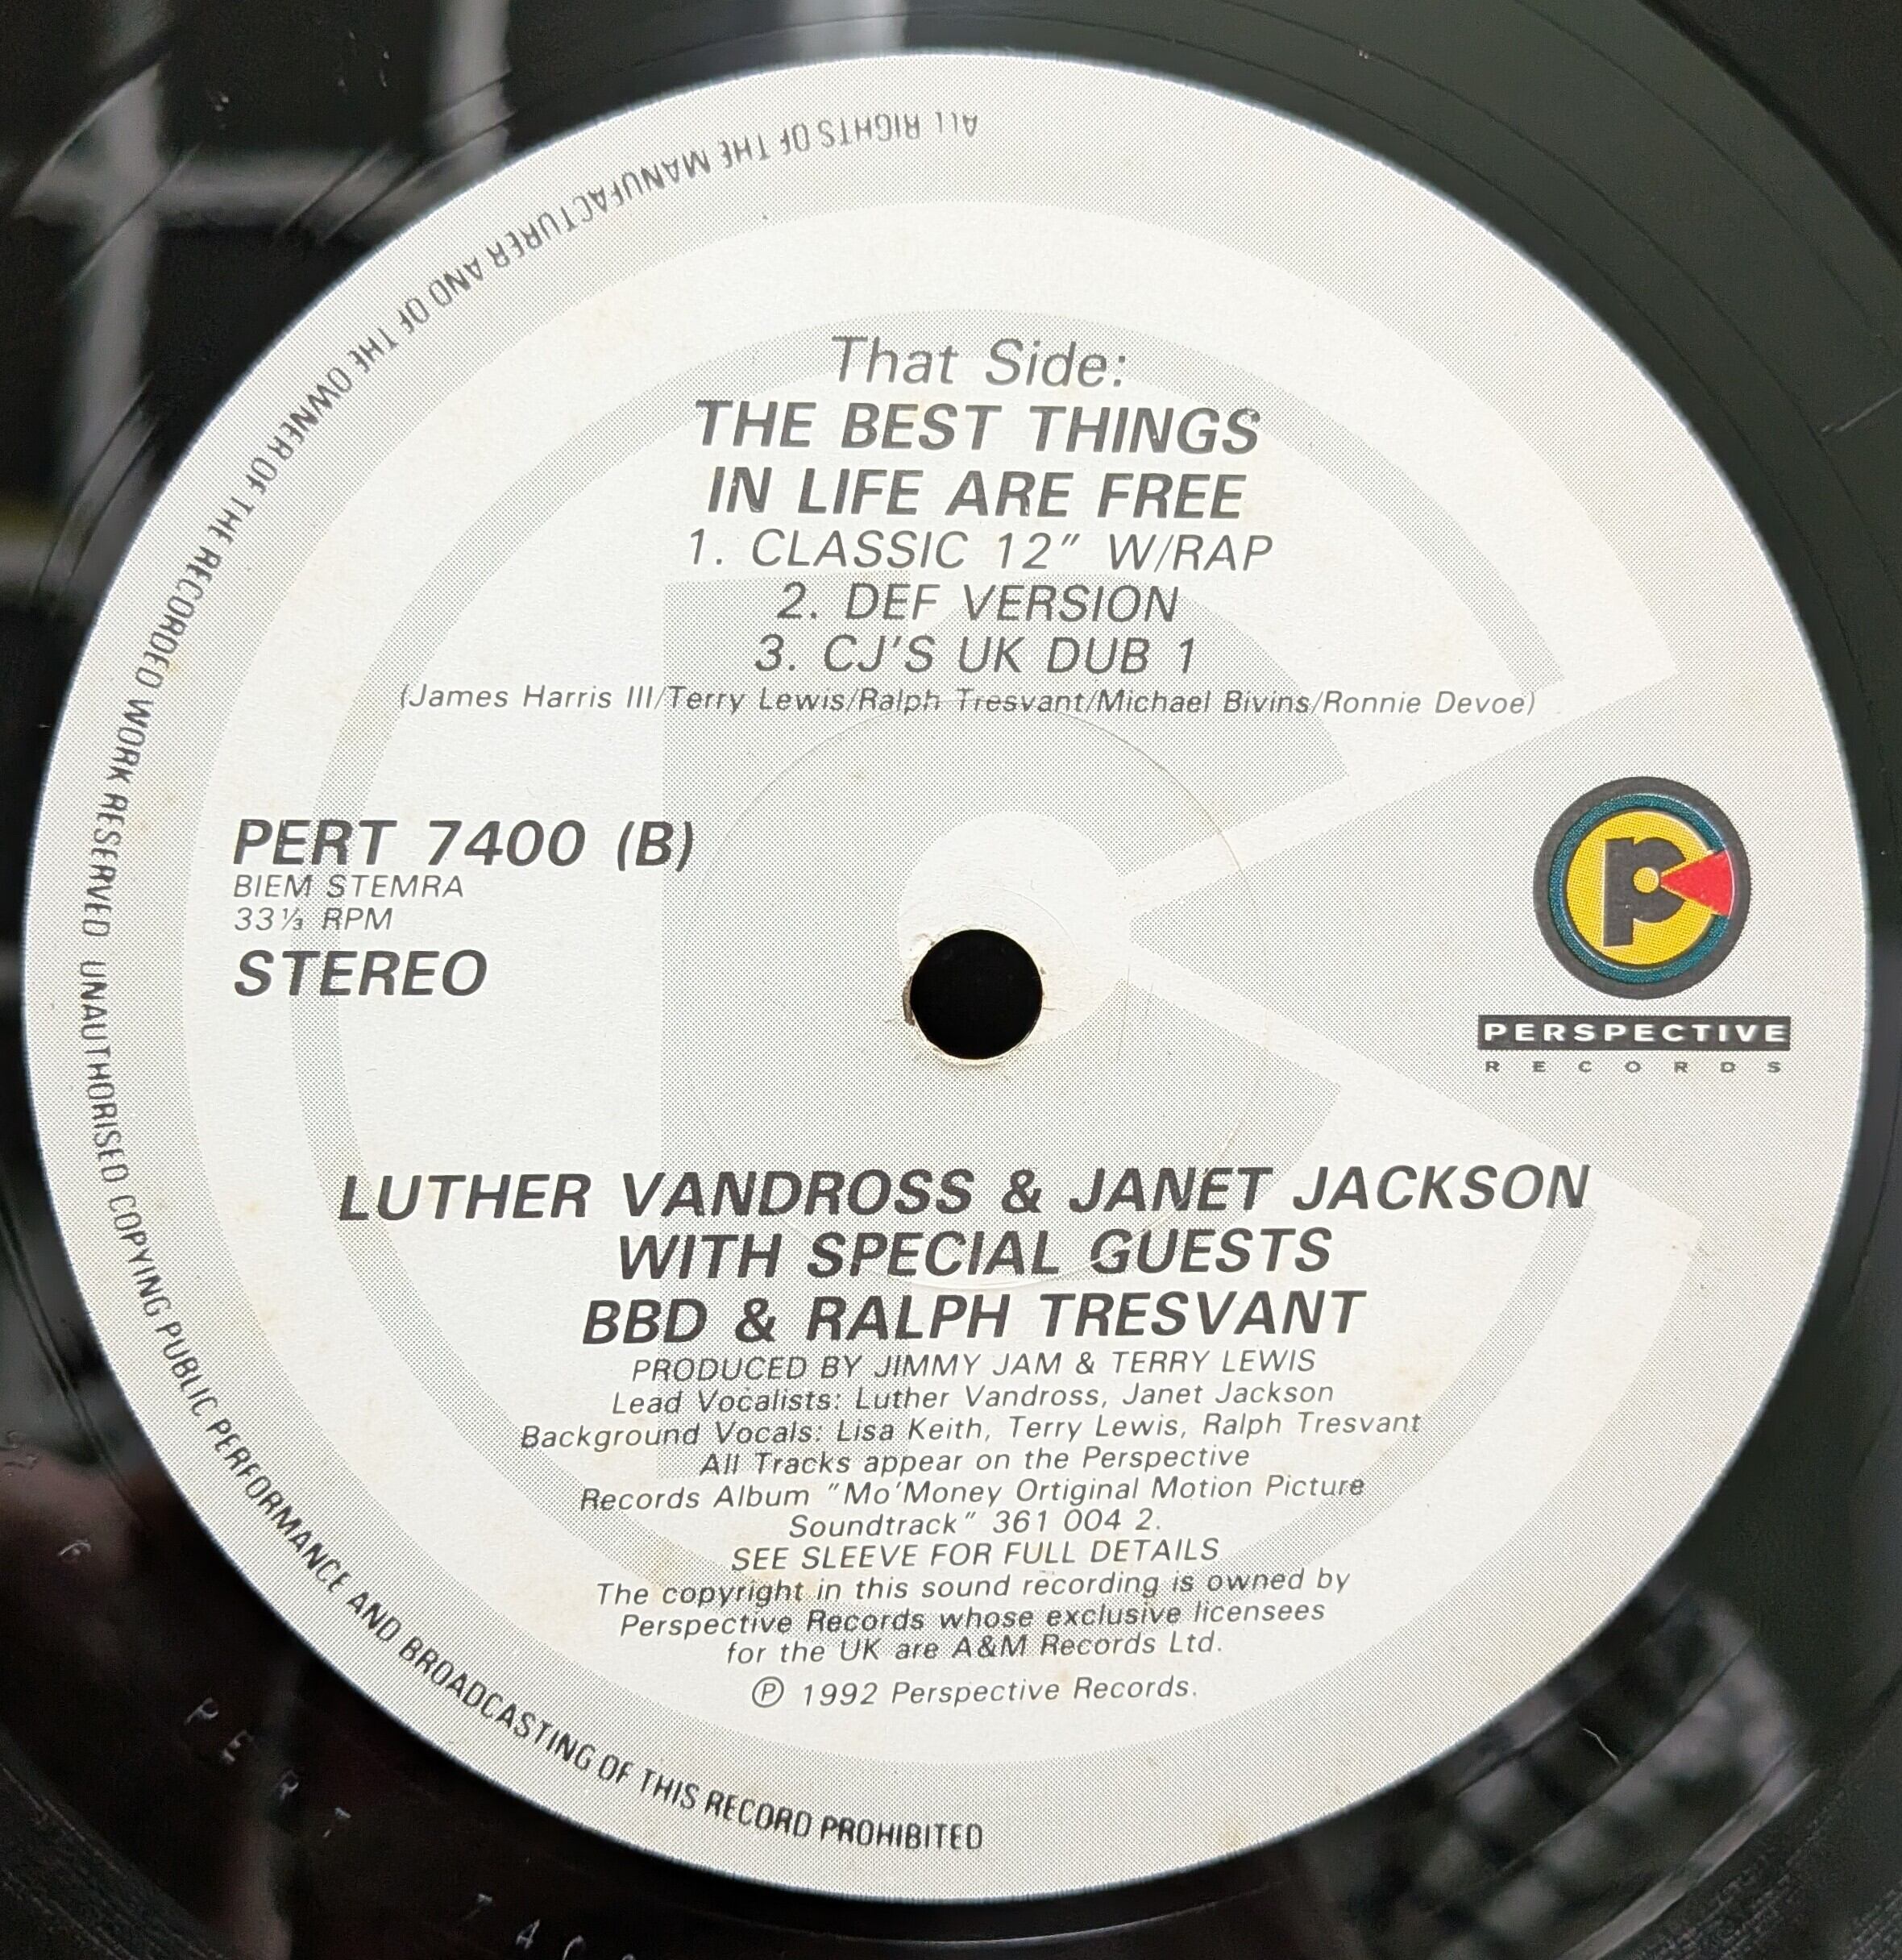 ALL RIGHTS OF THE MANUFACTURER AND OF THE OWNER OF THE RECORDED WORK RESERVED UNAUTHORISED COPYING PUBLIC PERFORMANCE AND BROADCASTING OF THIS RECORD PROHIBITED
That Side:
THE BEST THINGS
IN LIFE ARE FREE
1. CLASSIC 12" W/RAP
2. DEF VERSION
3. CJ'S UK DUB 1
(James Harris III/Terry Lewis/Ralph Tresvant/Michael Bivins/Ronnie Devoe)
PERT 7400 (B)
BIEM STEMRA
33⅓ RPM
STEREO
p
PERSPECTIVE
RECORDS
LUTHER VANDROSS & JANET JACKSON
WITH SPECIAL GUESTS
BBD & RALPH TRESVANT
PRODUCED BY JIMMY JAM & TERRY LEWIS
Lead Vocalists: Luther Vandross, Janet Jackson
Background Vocals: Lisa Keith, Terry Lewis, Ralph Tresvant
All Tracks appear on the Perspective
Records Album "Mo'Money Ortiginal Motion Picture
Soundtrack" 361 004 2.
SEE SLEEVE FOR FULL DETAILS
The copyright in this sound recording is owned by
Perspective Records whose exclusive licensees
for the UK are A&M Records Ltd.
℗ 1992 Perspective Records.
PERT